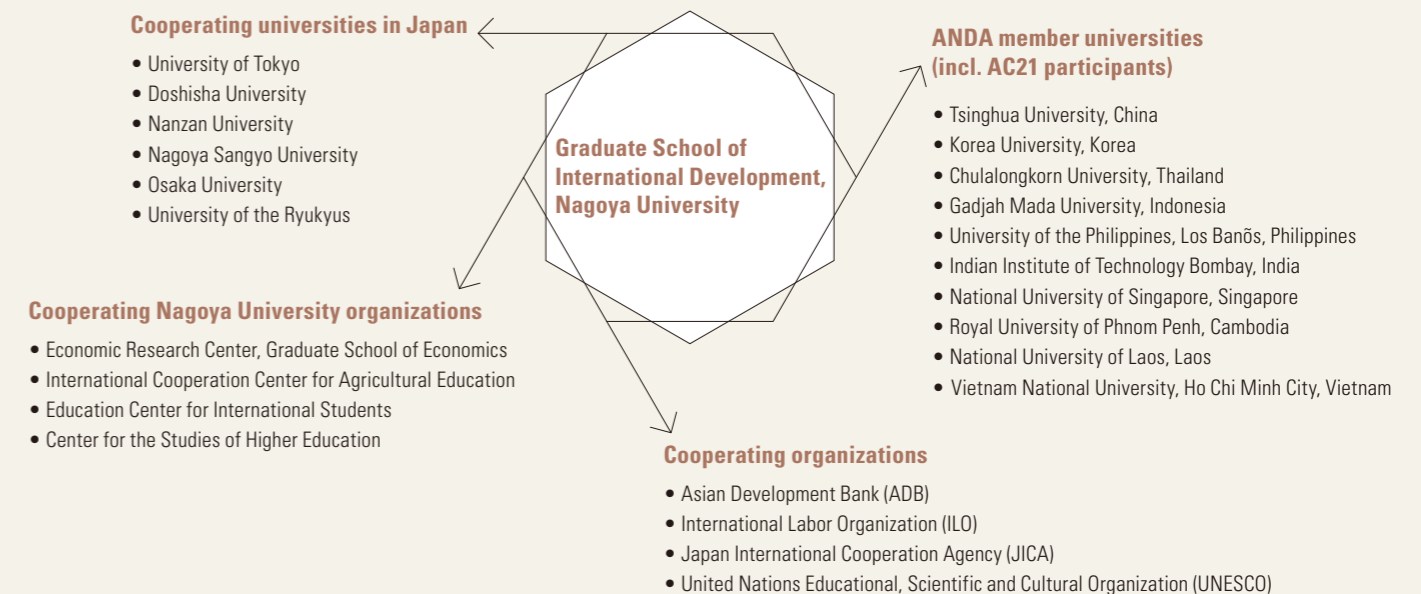 Cooperating universities in Japan
• University of Tokyo
• Doshisha University
• Nanzan University
• Nagoya Sangyo University
• Osaka University
• University of the Ryukyus
Graduate School of
International Development,
Nagoya University
ANDA member universities
(incl. AC21 participants)
• Tsinghua University, China
• Korea University, Korea
• Chulalongkorn University, Thailand
• Gadjah Mada University, Indonesia
• University of the Philippines, Los Banõs, Philippines
• Indian Institute of Technology Bombay, India
• National University of Singapore, Singapore
• Royal University of Phnom Penh, Cambodia
• National University of Laos, Laos
• Vietnam National University, Ho Chi Minh City, Vietnam
Cooperating Nagoya University organizations
• Economic Research Center, Graduate School of Economics
• International Cooperation Center for Agricultural Education
• Education Center for International Students
• Center for the Studies of Higher Education
Cooperating organizations
• Asian Development Bank (ADB)
• International Labor Organization (ILO)
• Japan International Cooperation Agency (JICA)
• United Nations Educational, Scientific and Cultural Organization (UNESCO)